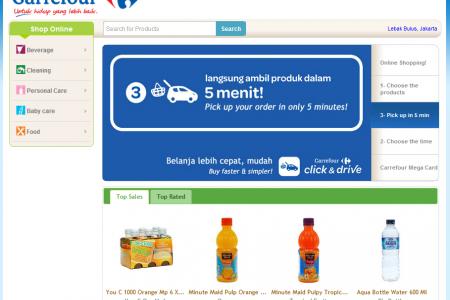 Carrefour
Untuk hidup yang lebih baik.
Shop Online
Search for Products
Search
Lebak Bulus, Jakarta
Beverage
Cleaning
Personal Care
Baby care
Food
3
langsung ambil produk dalam
5 menit!
Pick up your order in only 5 minutes!
Belanja lebih cepat, mudah
Buy faster & simpler!
Carrefour
click & drive
Online Shopping!
1- Choose the
products
3- Pick up in 5 min
2- Choose the time
Carrefour Mega Card
Top Sales
Top Rated
You C 1000 Orange Mp 6 X...
Minute Maid Pulp Orange ...
Minute Maid Pulpy Tropic...
Aqua Bottle Water 600 Ml